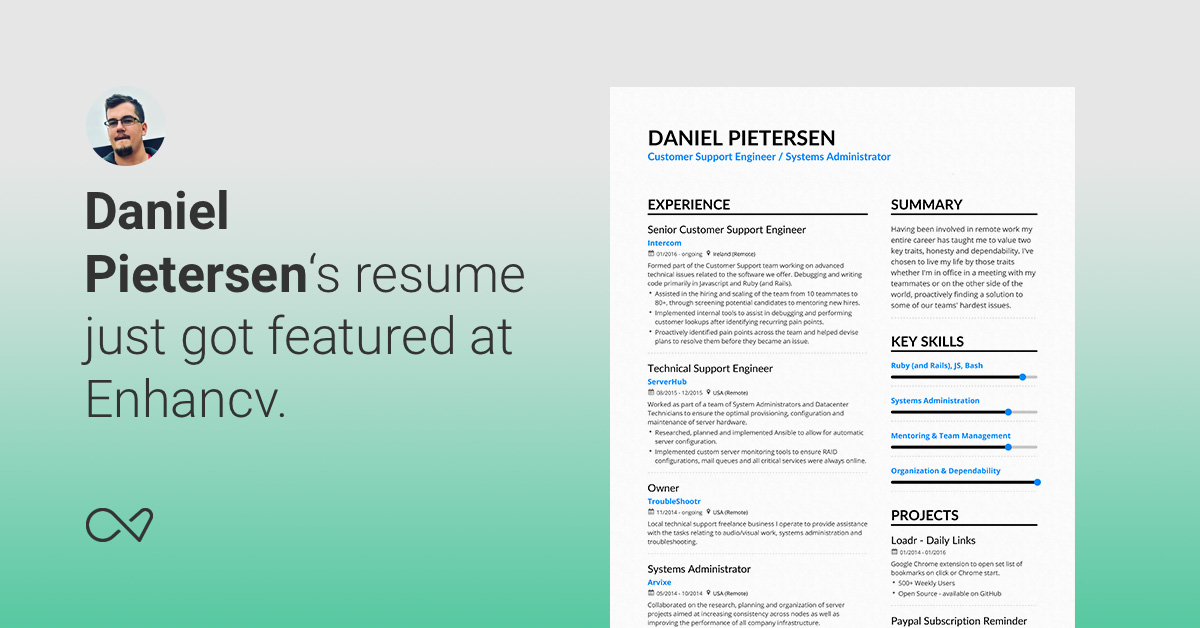 Daniel
Pietersen‘s resume
just got featured at
Enhancv.
DANIEL PIETERSEN
Customer Support Engineer / Systems Administrator
EXPERIENCE
Senior Customer Support Engineer
Intercom
01/2016 - ongoing Ireland (Remote)
Formed part of the Customer Support team working on advanced
technical issues related to the software we offer. Debugging and writing
code primarily in Javascript and Ruby (and Rails).
• Assisted in the hiring and scaling of the team from 10 teammates to
80+, through screening potential candidates to mentoring new hires.
• Implemented internal tools to assist in debugging and performing
customer lookups after identifying recurring pain points.
• Proactively identified pain points across the team and helped devise
plans to resolve them before they became an issue.
Technical Support Engineer
ServerHub
08/2015 - 12/2015 USA (Remote)
Worked as part of a team of System Administrators and Datacenter
Technicians to ensure the optimal provisioning, configuration and
maintenance of server hardware.
• Researched, planned and implemented Ansible to allow for automatic
server configuration.
• Implemented custom server monitoring tools to ensure RAID
configurations, mail queues and all critical services were always online.
Owner
TroubleShootr
11/2014 - ongoing USA (Remote)
Local technical support freelance business I operate to provide assistance
with the tasks relating to audio/visual work, systems administration and
troubleshooting.
Systems Administrator
Arvixe
05/2014 - 10/2014 USA (Remote)
Collaborated on the research, planning and organization of server
projects aimed at increasing consistency across nodes as well as
improving the performance of all company infrastructure.
SUMMARY
Having been involved in remote work my
entire career has taught me to value two
key traits, honesty and dependability. I've
chosen to live my life by those traits
whether I'm in office in a meeting with my
teammates or on the other side of the
world, proactively finding a solution to
some of our teams' hardest issues.
KEY SKILLS
Ruby (and Rails), JS, Bash
Systems Administration
Mentoring & Team Management
Organization & Dependability
PROJECTS
Loadr - Daily Links
01/2014 - 01/2016
Google Chrome extension to open set list of
bookmarks on click or Chrome start.
• 500+ Weekly Users
• Open Source - available on GitHub
Paypal Subscription Reminder